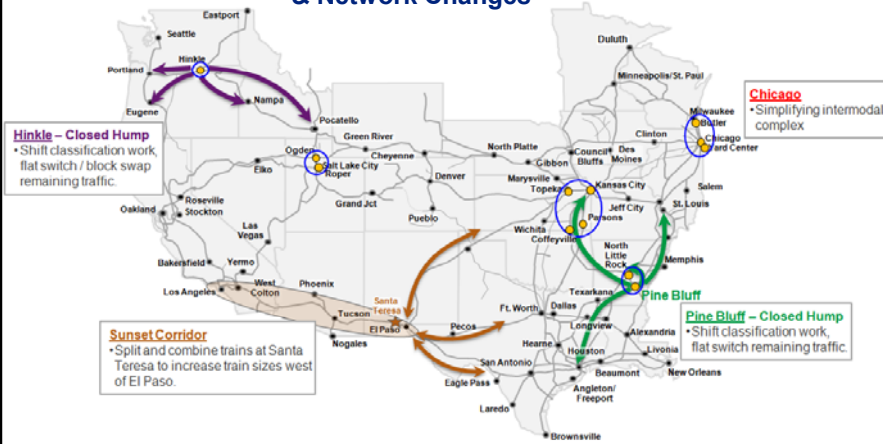 & Network Changes
Eastport
Seattle
Hinkle
Portland
Eugene
Nampa
Pocatello
Duluth
Minneapolis/St. Paul
Chicago
•Simplifying intermodal
complex
Milwaukee
Butler
Chicago
Yard Center
Clinton
Hinkle – Closed Hump
•Shift classification work,
flat switch / block swap
remaining traffic.
Ogden
Salt Lake City
Roper
Green River
Cheyenne
North Platte
Gibbon
Council
Bluffs
Des
Moines
Elko
Marysville
Topeka
Kansas City
Salem
Denver
Grand Jct
Pueblo
Roseville
Stockton
Oakland
Jeff City
St. Louis
Parsons
Wichita
Coffeyville
Las
Vegas
North
Little
Rock
Memphis
Bakersfield
Yermo
Los Angeles
West
Colton
Phoenix
Santa
Teresa
Texarkana
Pine Bluff
Tucson
El Paso
Pecos
Ft. Worth
Dallas
Longview
Alexandria
Pine Bluff – Closed Hump
•Shift classification work,
flat switch remaining traffic.
Sunset Corridor
•Split and combine trains at Santa
Teresa to increase train sizes west
of El Paso.
Nogales
Hearne
Houston
Livonia
Beaumont
New Orleans
San Antonio
Eagle Pass
Angleton/
Freeport
Laredo
Brownsville